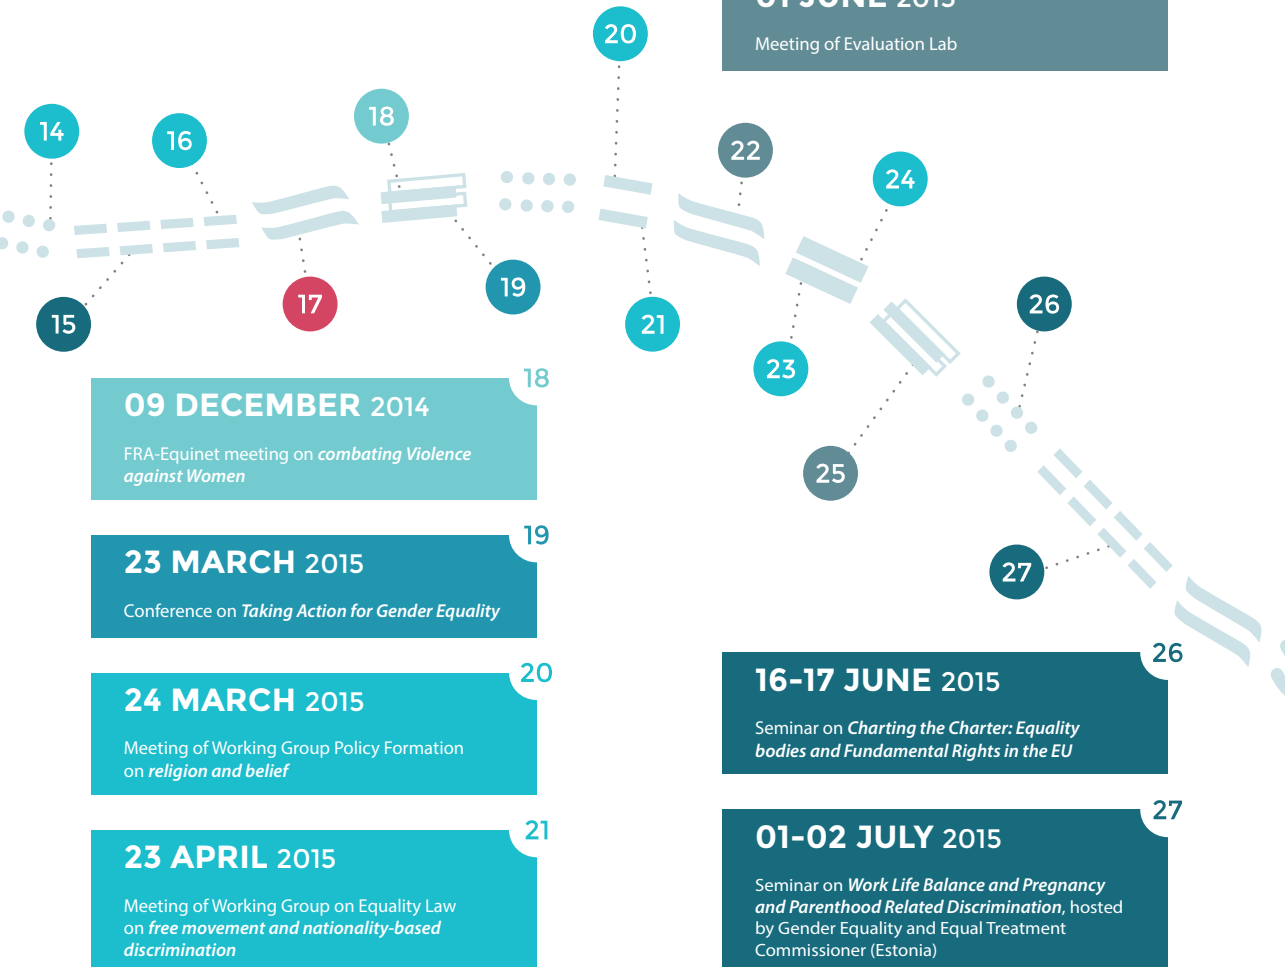 01 JUNE 2015
Meeting of Evaluation Lab
20
14
16
18
22
24
15
17
19
21
23
26
25
27
18
09 DECEMBER 2014
FRA-Equinet meeting on combating Violence
against Women
19
23 MARCH 2015
Conference on Taking Action for Gender Equality
20
24 MARCH 2015
Meeting of Working Group Policy Formation
on religion and belief
21
23 APRIL 2015
Meeting of Working Group on Equality Law
on free movement and nationality-based
discrimination
26
16-17 JUNE 2015
Seminar on Charting the Charter: Equality
bodies and Fundamental Rights in the EU
27
01-02 JULY 2015
Seminar on Work Life Balance and Pregnancy
and Parenthood Related Discrimination, hosted
by Gender Equality and Equal Treatment
Commissioner (Estonia)